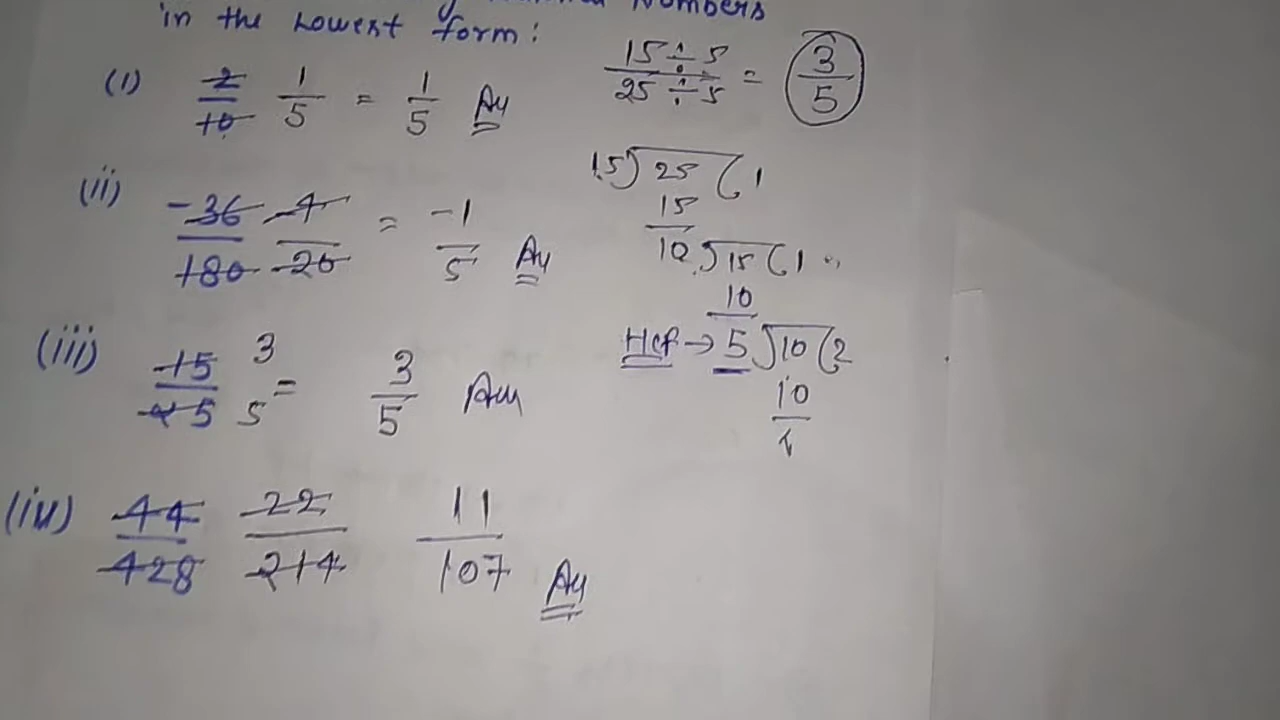 Numbers
in the Lowest form:
(i) 2/10 1/5 = 1/5 Ans
(ii) -36/180 -4/20 = -1/5 Ans
(iii) 15/25 3/5 = 3/5 Ans
(iv) 44/428 22/214 11/107 Ans
15÷5/25÷5 = 3/5
15)25(1
15
10)15(1
10
HCF→5)10(2
10